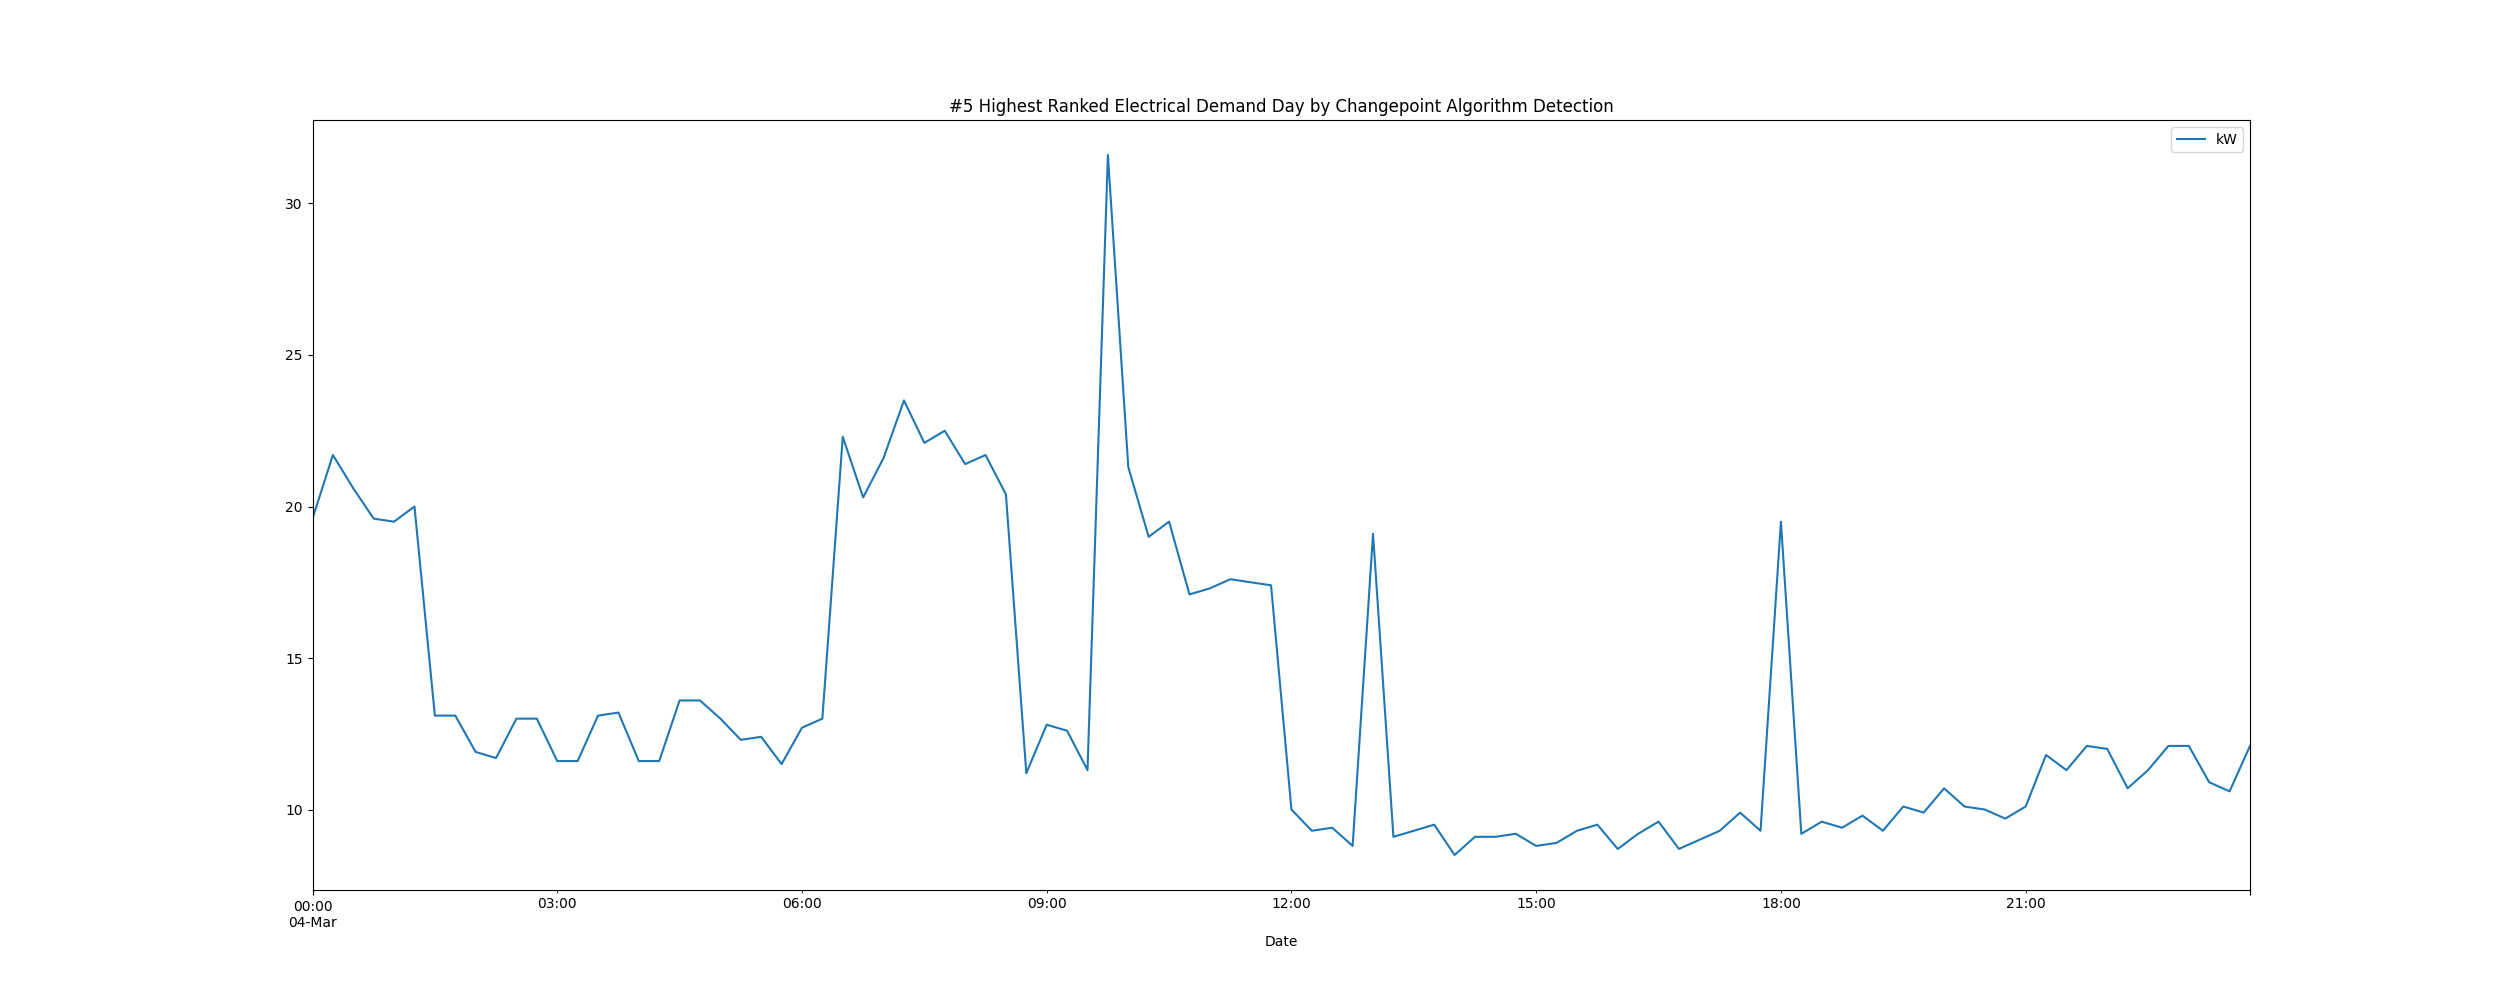 #5 Highest Ranked Electrical Demand Day by Changepoint Algorithm Detection
kW
30
25
20
15
10
00:00 03:00 06:00 09:00 12:00 15:00 18:00 21:00
04-Mar
Date